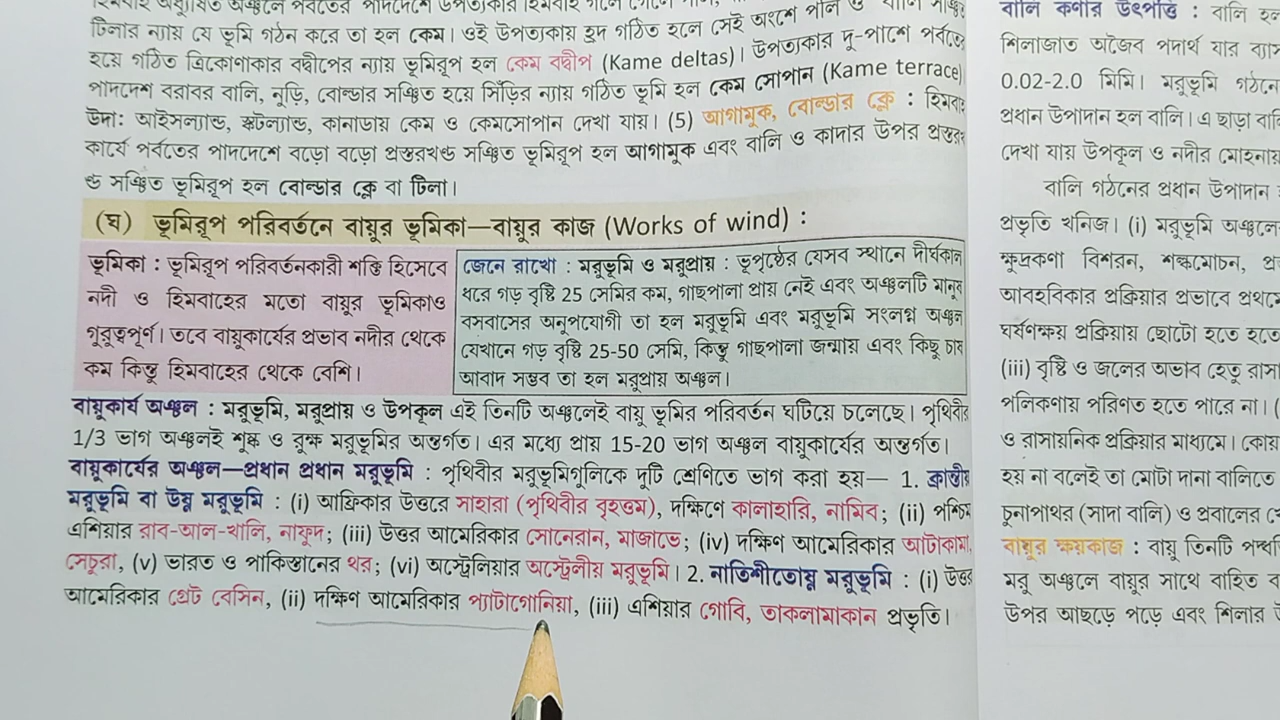 টিলার ন্যায় যে ভূমি গঠন করে তা হল কেম। ওই উপত্যকায় হ্রদ গঠিত হলে সেই অংশে পলি ও বালি সঞ্চিত
হয়ে গঠিত ত্রিকোণাকার বদ্বীপের ন্যায় ভূমিরূপ হল কেম বদ্বীপ (Kame deltas)। উপত্যকার দু-পাশে পর্বতের
পাদদেশ বরাবর বালি, নুড়ি, বোল্ডার সঞ্চিত হয়ে সিঁড়ির ন্যায় গঠিত ভূমি হল কেম সোপান (Kame terrace)
উদা: আইসল্যান্ড, স্কটল্যান্ড, কানাডায় কেম ও কেমসোপান দেখা যায়। (5) আগামুক, বোল্ডার ক্লে : হিমবাহ
কার্যে পর্বতের পাদদেশে বড়ো বড়ো প্রস্তরখণ্ড সঞ্চিত ভূমিরূপ হল আগামুক এবং বালি ও কাদার উপর প্রস্তরখ
ণ্ড সঞ্চিত ভূমিরূপ হল বোল্ডার ক্লে বা টিলা।
(ঘ) ভূমিরূপ পরিবর্তনে বায়ুর ভূমিকা—বায়ুর কাজ (Works of wind) :
ভূমিকা : ভূমিরূপ পরিবর্তনকারী শক্তি হিসেবে
নদী ও হিমবাহের মতো বায়ুর ভূমিকাও
গুরুত্বপূর্ণ। তবে বায়ুকার্যের প্রভাব নদীর থেকে
কম কিন্তু হিমবাহের থেকে বেশি।
জেনে রাখো : মরুভূমি ও মরুপ্রায় : ভূপৃষ্ঠের যেসব স্থানে দীর্ঘকাল
ধরে গড় বৃষ্টি 25 সেমির কম, গাছপালা প্রায় নেই এবং অঞ্চলটি মানুষ
বসবাসের অনুপযোগী তা হল মরুভূমি এবং মরুভূমি সংলগ্ন অঞ্চল
যেখানে গড় বৃষ্টি 25-50 সেমি, কিন্তু গাছপালা জন্মায় এবং কিছু চাষ
আবাদ সম্ভব তা হল মরুপ্রায় অঞ্চল।
বায়ুকার্য অঞ্চল : মরুভূমি, মরুপ্রায় ও উপকূল এই তিনটি অঞ্চলেই বায়ু ভূমির পরিবর্তন ঘটিয়ে চলেছে। পৃথিবীর
1/3 ভাগ অঞ্চলই শুষ্ক ও রুক্ষ মরুভূমির অন্তর্গত। এর মধ্যে প্রায় 15-20 ভাগ অঞ্চল বায়ুকার্যের অন্তর্গত।
বায়ুকার্যের অঞ্চল—প্রধান প্রধান মরুভূমি : পৃথিবীর মরুভূমিগুলিকে দুটি শ্রেণিতে ভাগ করা হয়— 1. ক্রান্তীয়
মরুভূমি বা উষ্ণ মরুভূমি : (i) আফ্রিকার উত্তরে সাহারা (পৃথিবীর বৃহত্তম), দক্ষিণে কালাহারি, নামিব; (ii) পশ্চিম
এশিয়ার রাব-আল-খালি, নাফুদ; (iii) উত্তর আমেরিকার সোনেরান, মাজাভে; (iv) দক্ষিণ আমেরিকার আটাকামা,
সেচুরা, (v) ভারত ও পাকিস্তানের থর; (vi) অস্ট্রেলিয়ার অস্ট্রেলীয় মরুভূমি। 2. নাতিশীতোষ্ণ মরুভূমি : (i) উত্তর
আমেরিকার গ্রেট বেসিন, (ii) দক্ষিণ আমেরিকার প্যাটাগোনিয়া, (iii) এশিয়ার গোবি, তাকলামাকান প্রভৃতি।
বালি কণার উৎপত্তি : বালি হল
শিলাজাত অজৈব পদার্থ যার ব্যাস
0.02-2.0 মিমি। মরুভূমি গঠনের
প্রধান উপাদান হল বালি। এ ছাড়া বালি
দেখা যায় উপকূল ও নদীর মোহনায়
বালি গঠনের প্রধান উপাদান
প্রভৃতি খনিজ। (i) মরুভূমি অঞ্চলে
ক্ষুদ্রকণা বিশরন, শল্কমোচন,
আবহবিকার প্রক্রিয়ার প্রভাবে প্রথমে
ঘর্ষণক্ষয় প্রক্রিয়ায় ছোটো হতে হতে
(iii) বৃষ্টি ও জলের অভাব হেতু
পলিকণায় পরিণত হতে পারে না।
ও রাসায়নিক প্রক্রিয়ার মাধ্যমে।
হয় না বলেই তা মোটা দানা বালিতে
চুনাপাথর (সাদা বালি) ও প্রবালের
বায়ুর ক্ষয়কাজ : বায়ু তিনটি
মরু অঞ্চলে বায়ুর সাথে বাহিত
উপর আছড়ে পড়ে এবং শিলার